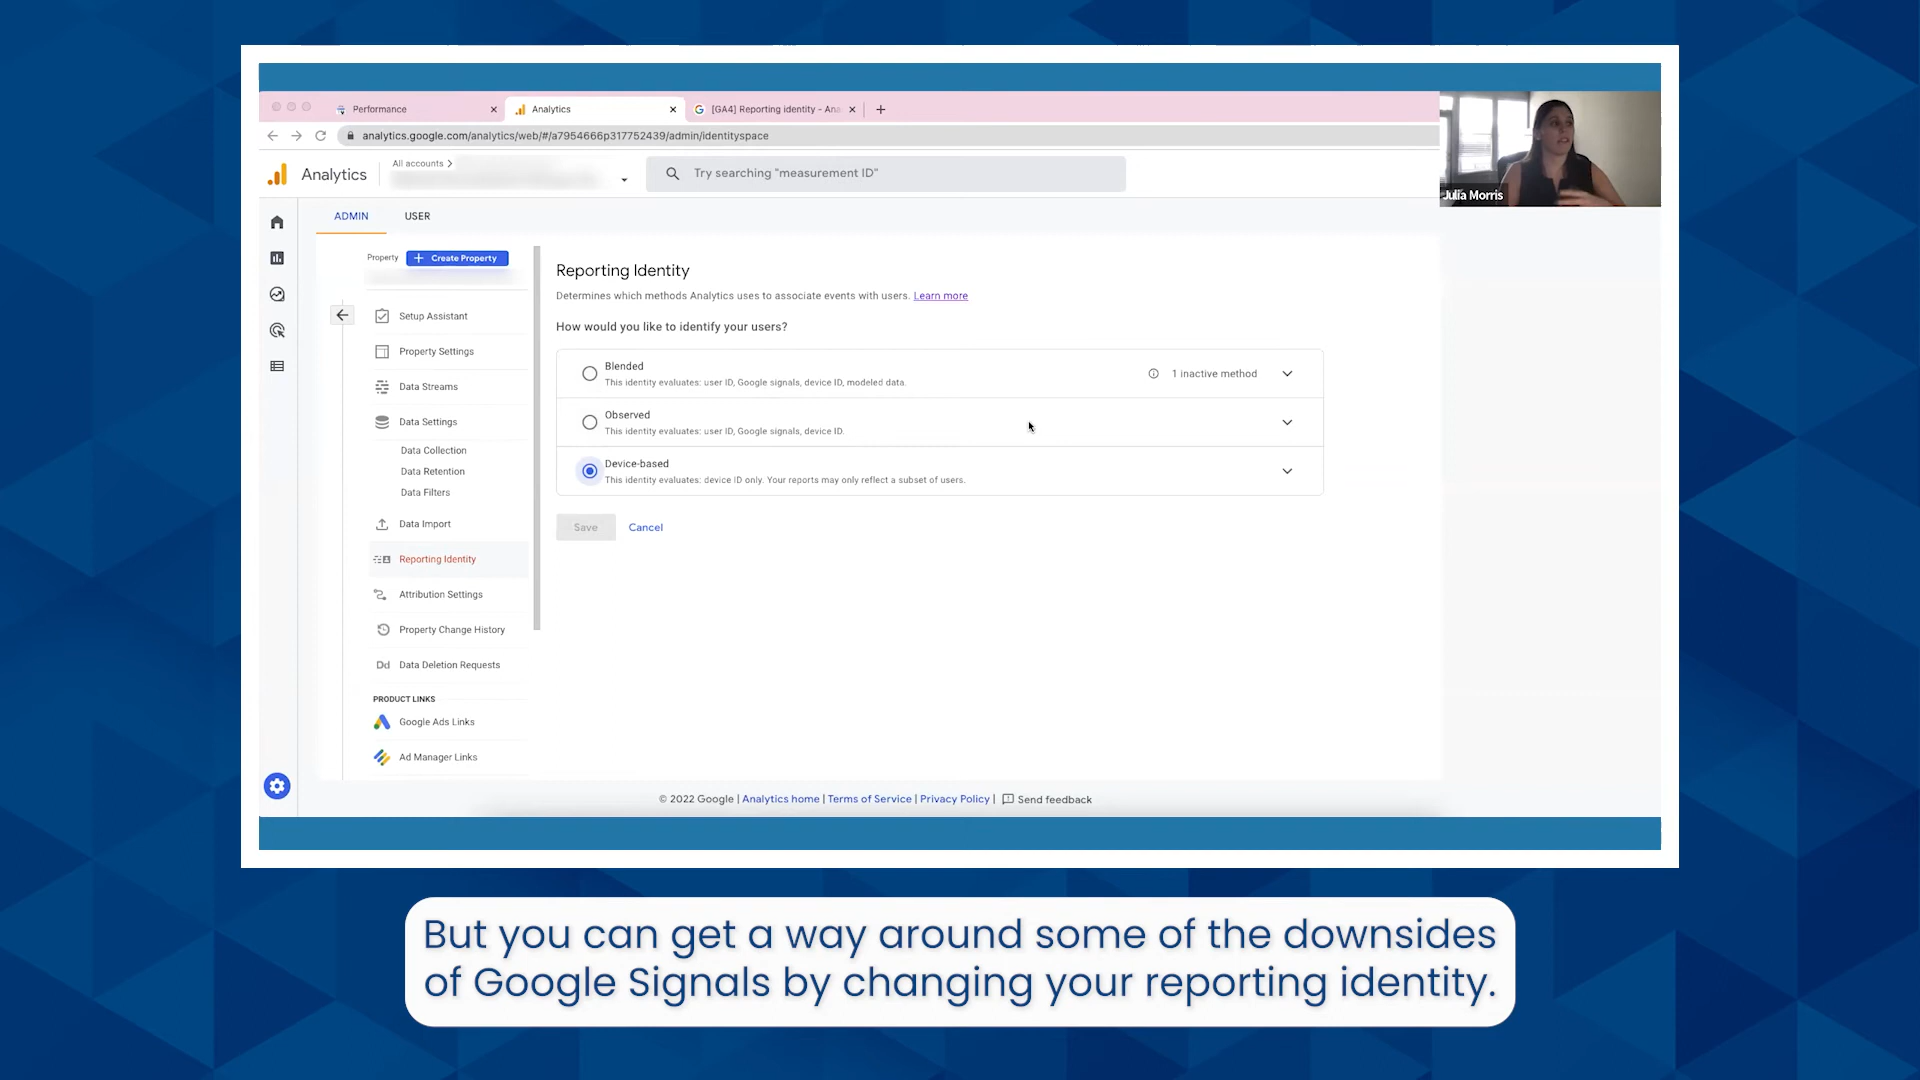 Performance
Analytics
[GA4] Reporting identity - Ana
analytics.google.com/analytics/web/#/a7954666p317752439/admin/identityspace
Julia Morris
Analytics
All accounts
Try searching "measurement ID"
ADMIN
USER
Property
Create Property
Setup Assistant
Property Settings
Data Streams
Data Settings
Data Collection
Data Retention
Data Filters
Data Import
Reporting Identity
Attribution Settings
Property Change History
Dd Data Deletion Requests
PRODUCT LINKS
Google Ads Links
Ad Manager Links
Reporting Identity
Determines which methods Analytics uses to associate events with users. Learn more
How would you like to identify your users?
Blended
This identity evaluates: user ID, Google signals, device ID, modeled data.
1 inactive method
Observed
This identity evaluates: user ID, Google signals, device ID.
Device-based
This identity evaluates: device ID only. Your reports may only reflect a subset of users.
Save Cancel
© 2022 Google | Analytics home | Terms of Service | Privacy Policy | Send feedback
But you can get a way around some of the downsides
of Google Signals by changing your reporting identity.